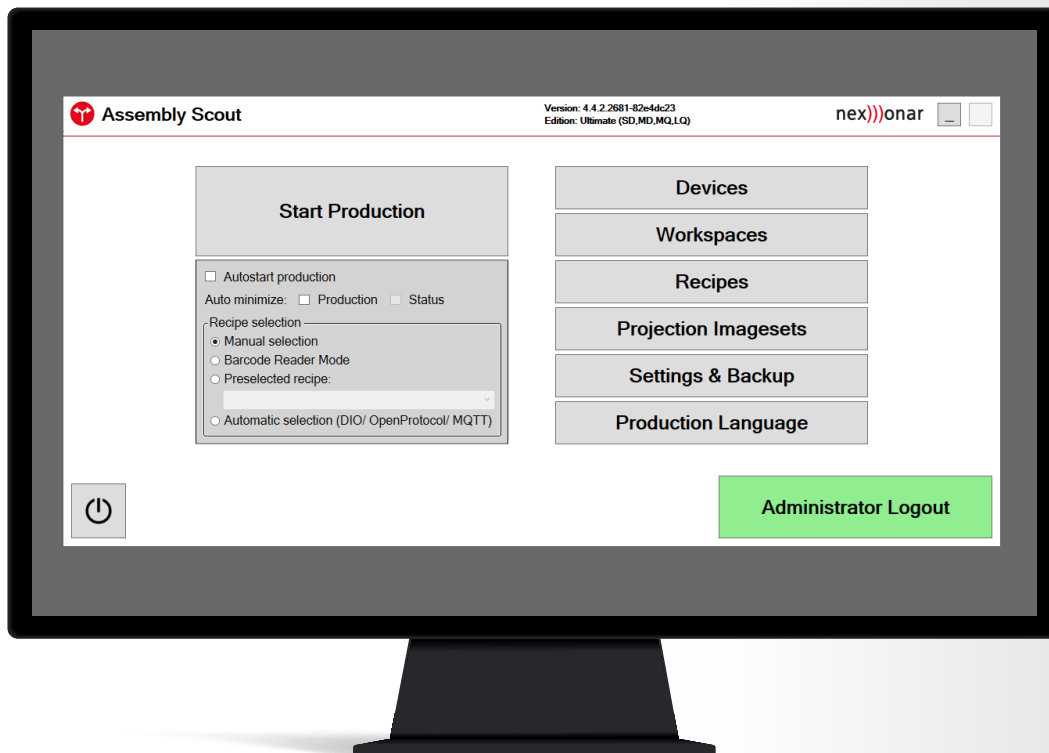 Assembly Scout
Version: 4.4.2.2681-82e4dc23
Edition: Ultimate (SD,MD,MQ,LQ)
nex)))onar
_
Start Production
Autostart production
Auto minimize: Production Status
Recipe selection
Manual selection
Barcode Reader Mode
Preselected recipe:
Automatic selection (DIO/ OpenProtocol/ MQTT)
Devices
Workspaces
Recipes
Projection Imagesets
Settings & Backup
Production Language
Administrator Logout